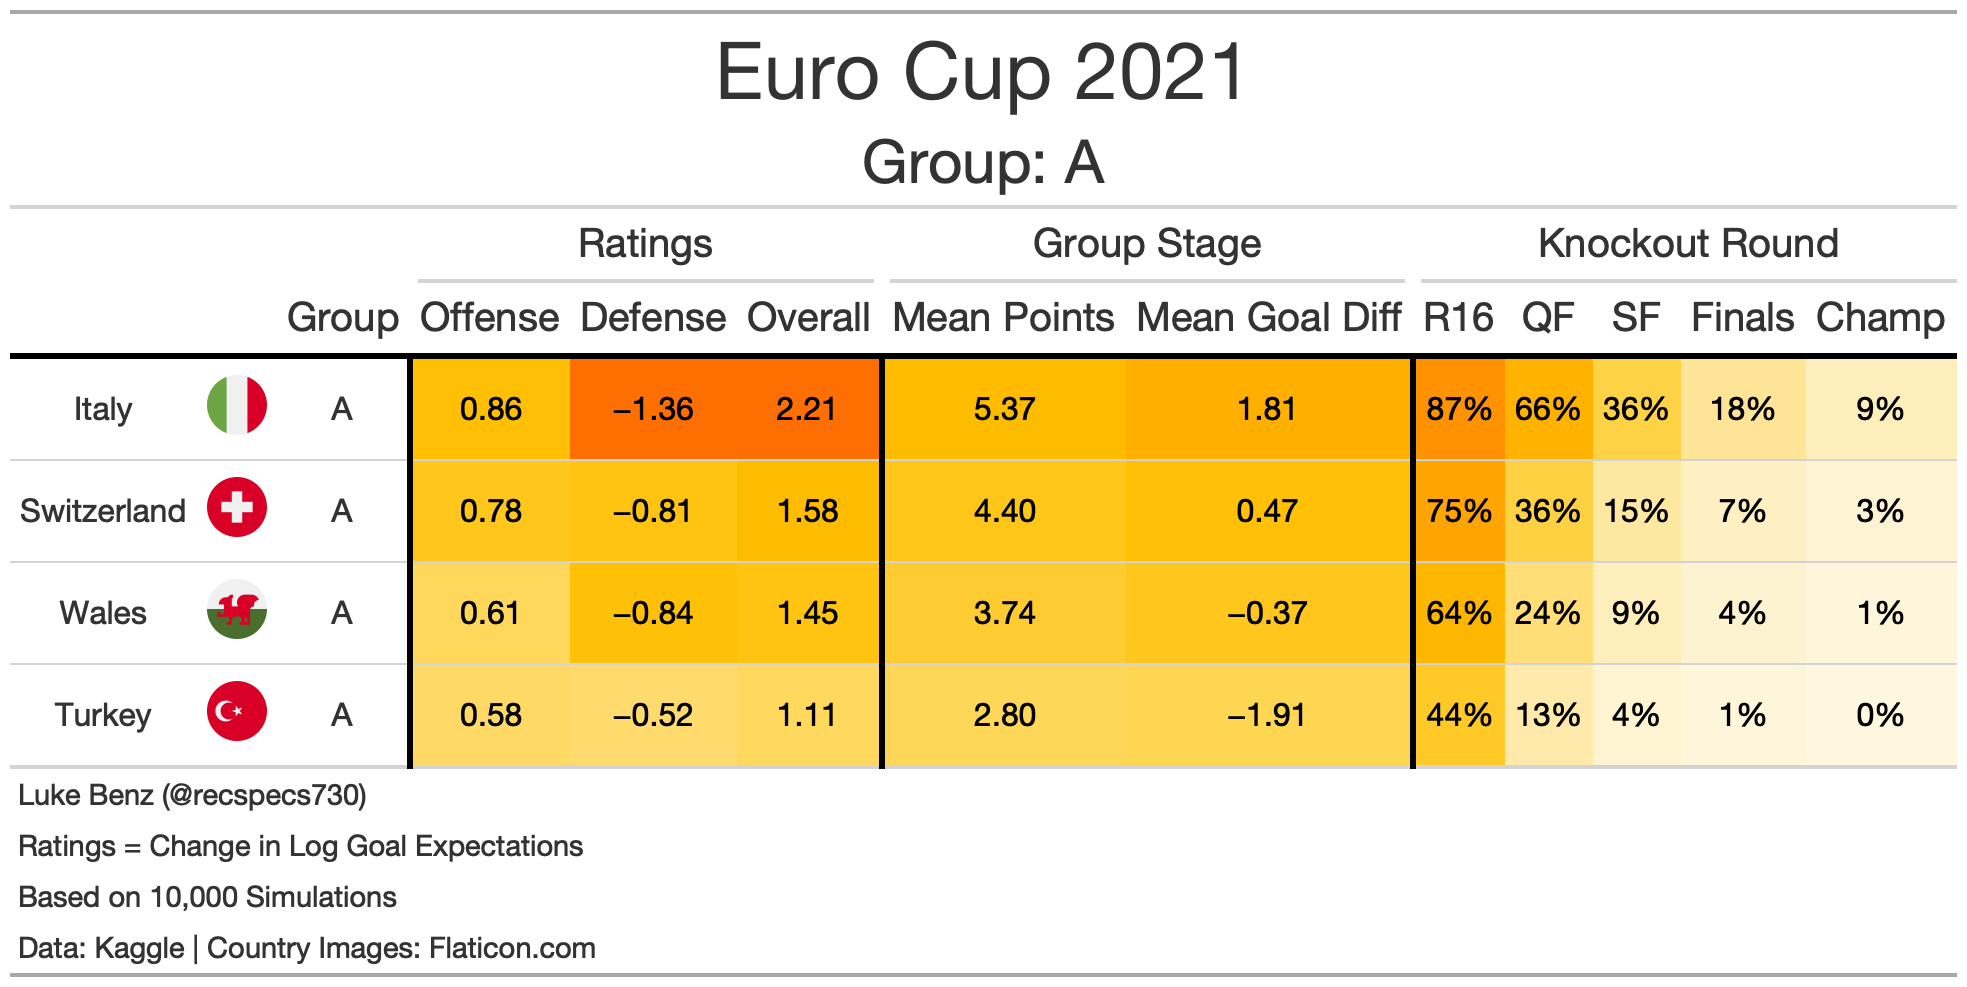 Euro Cup 2021
Group: A
Ratings Group Stage Knockout Round
Group Offense Defense Overall Mean Points Mean Goal Diff R16 QF SF Finals Champ
Italy A 0.86 −1.36 2.21 5.37 1.81 87% 66% 36% 18% 9%
Switzerland A 0.78 −0.81 1.58 4.40 0.47 75% 36% 15% 7% 3%
Wales A 0.61 −0.84 1.45 3.74 −0.37 64% 24% 9% 4% 1%
Turkey A 0.58 −0.52 1.11 2.80 −1.91 44% 13% 4% 1% 0%
Luke Benz (@recspecs730)
Ratings = Change in Log Goal Expectations
Based on 10,000 Simulations
Data: Kaggle | Country Images: Flaticon.com